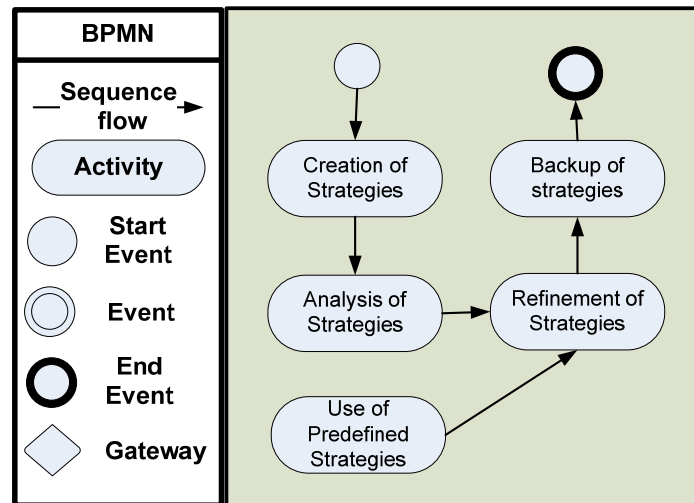 BPMN
Sequence
flow
Activity
Start
Event
Event
End
Event
Gateway
Creation of
Strategies
Analysis of
Strategies
Use of
Predefined
Strategies
Backup of
strategies
Refinement of
Strategies